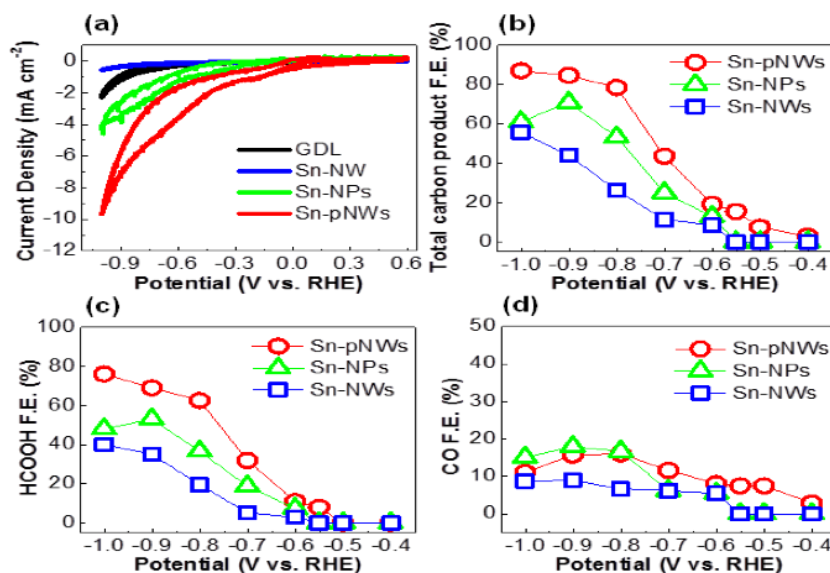 (a)
Current Density (mA cm⁻²)
0
-2
-4
-6
-8
-10
-12
GDL
Sn-NW
Sn-NPs
Sn-pNWs
-0.9 -0.6 -0.3 0.0 0.3 0.6
Potential (V vs. RHE)
(b)
Total carbon product F.E. (%)
100
80
60
40
20
0
Sn-pNWs
Sn-NPs
Sn-NWs
-1.0 -0.9 -0.8 -0.7 -0.6 -0.5 -0.4
Potential (V vs. RHE)
(c)
HCOOH F.E. (%)
100
80
60
40
20
0
Sn-pNWs
Sn-NPs
Sn-NWs
-1.0 -0.9 -0.8 -0.7 -0.6 -0.5 -0.4
Potential (V vs. RHE)
(d)
CO F.E. (%)
50
40
30
20
10
0
Sn-pNWs
Sn-NPs
Sn-NWs
-1.0 -0.9 -0.8 -0.7 -0.6 -0.5 -0.4
Potential (V vs. RHE)